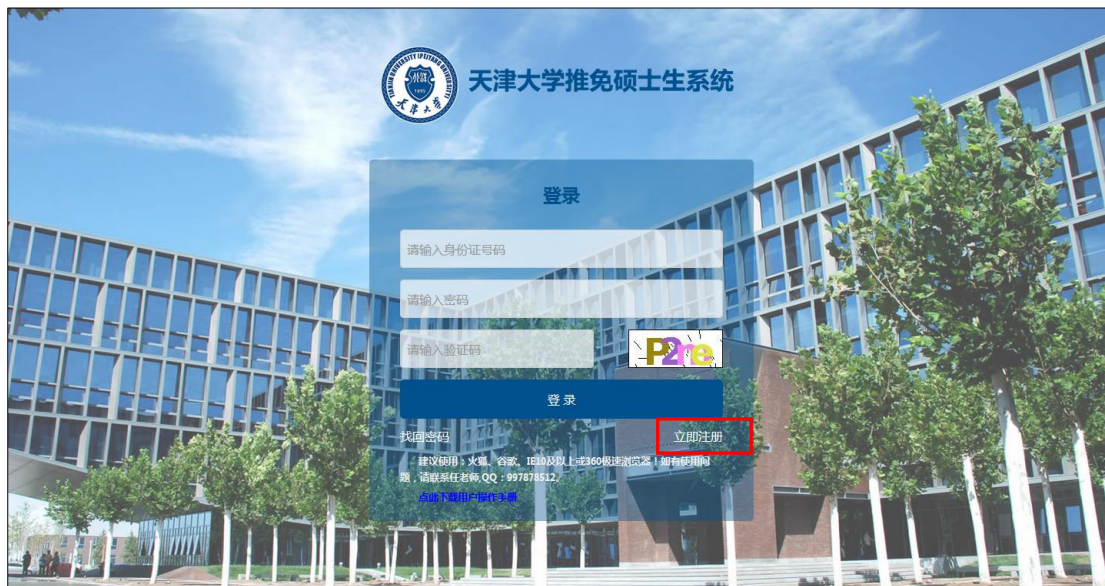 天津大学推免硕士生系统
登录
请输入身份证号码
请输入密码
请输入验证码
P2re
登 录
找回密码
立即注册
建议使用：火狐、谷歌、IE10及以上或360极速浏览器！如有使用问
题，请联系任老师,QQ：997878512。
点此下载用户操作手册